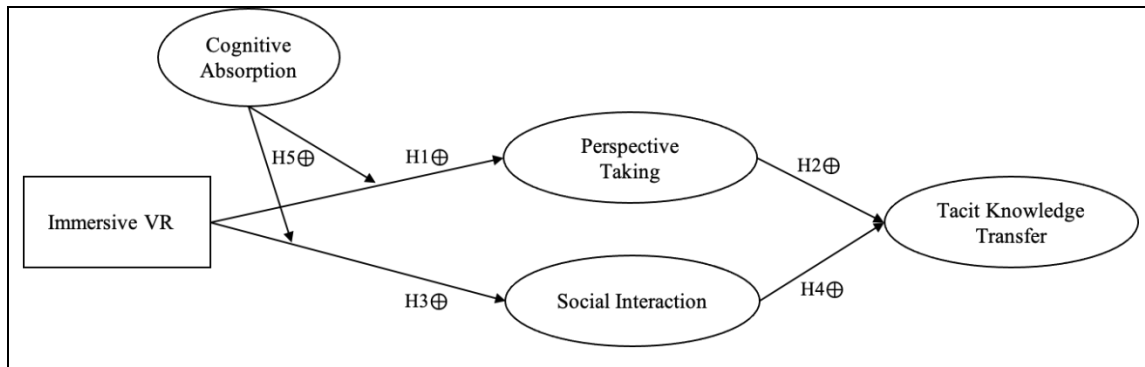 Cognitive
Absorption
H5⊕
H1⊕
Perspective
Taking
H2⊕
Immersive VR
Tacit Knowledge
Transfer
H3⊕
Social Interaction
H4⊕